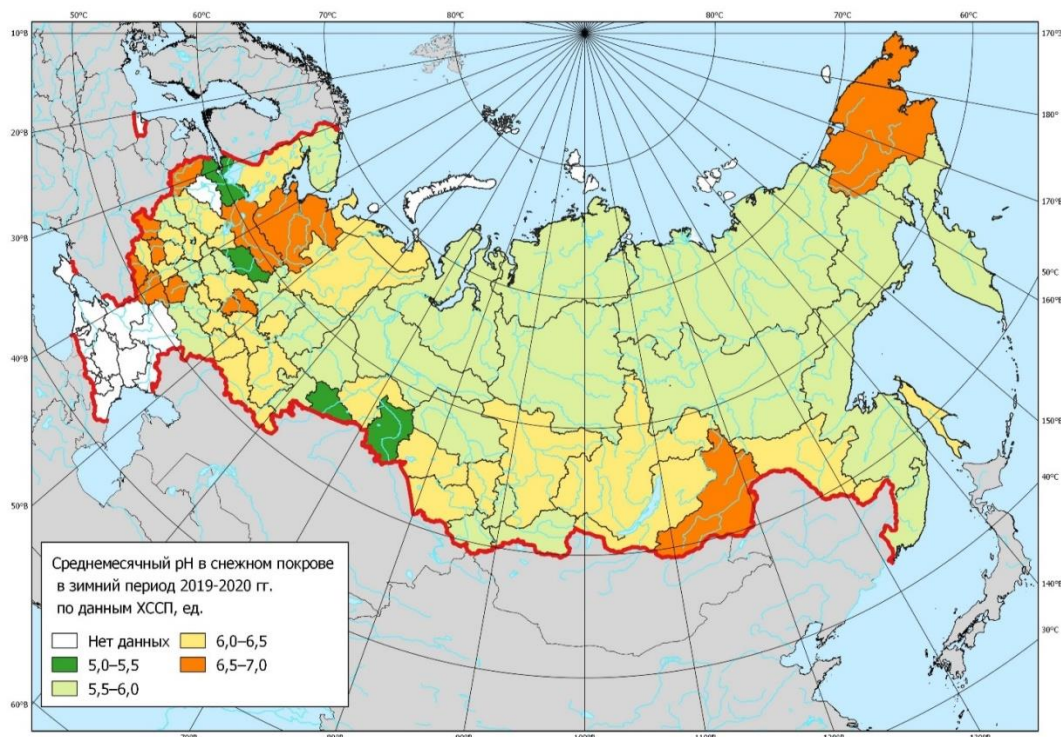 50°С 60°С 70°С 80°С 80°С 70°С 60°С
10°В 170°З
180°
20°В
170°В
30°В
50°С
160°В
40°В
40°С
50°В
Среднемесячный pH в снежном покрове
в зимний период 2019-2020 гг.
по данным ХССП, ед.
140°В
30°С
Нет данных 6,0–6,5
5,0–5,5 6,5–7,0
5,5–6,0
60°В